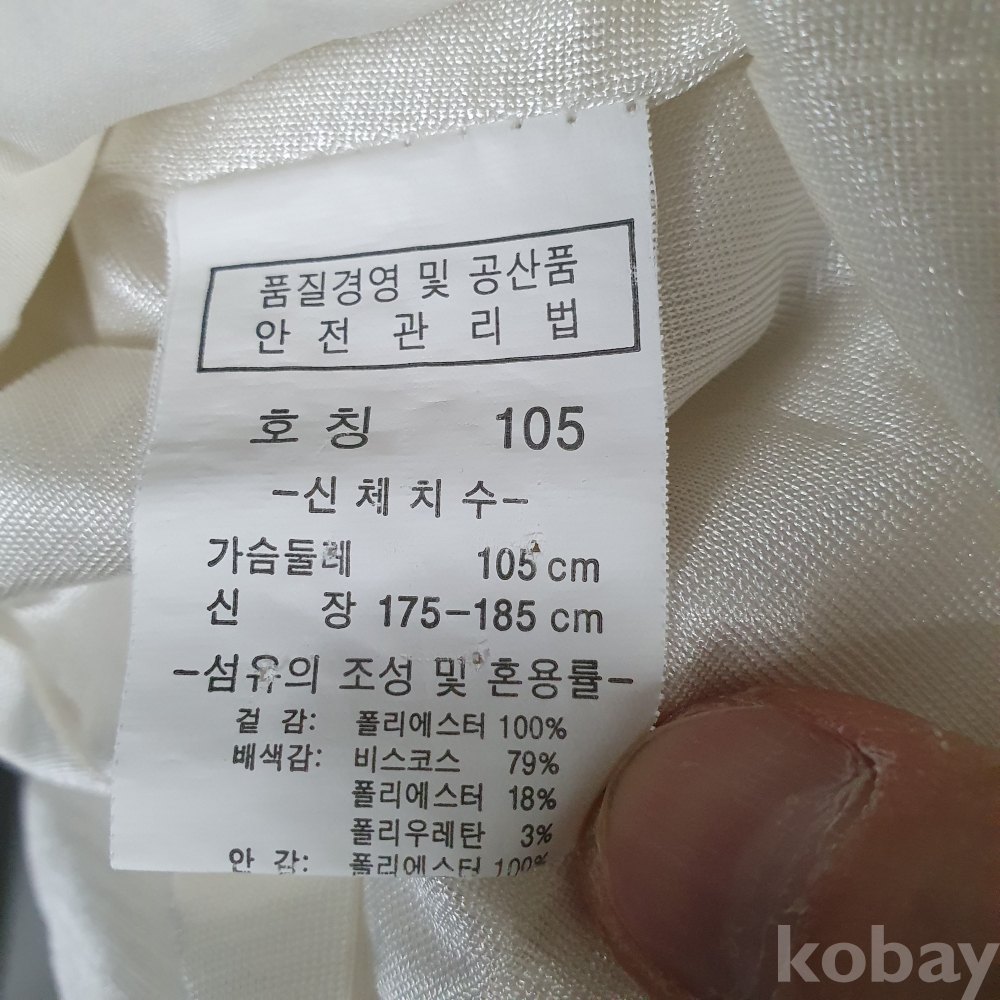 품질경영 및 공산품
안 전 관 리 법
호 칭 105
-신 체 치 수-
가슴둘레 105 cm
신 장 175-185 cm
-섬유의 조성 및 혼용률-
겉 감: 폴리에스터 100%
배색감: 비스코스 79%
폴리에스터 18%
폴리우레탄 3%
안 감: 폴리에스터 100%
kobay